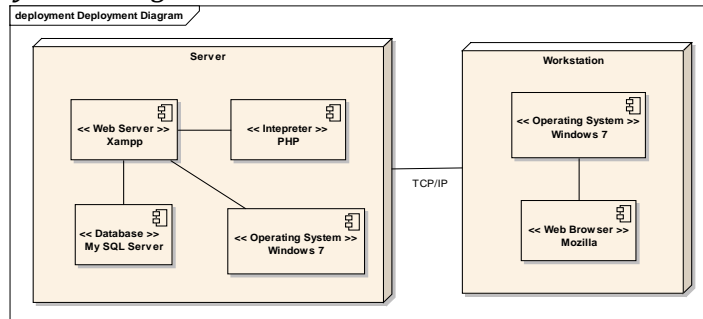 deployment Deployment Diagram
Server
<< Web Server >>
Xampp
<< Intepreter >>
PHP
<< Database >>
My SQL Server
<< Operating System >>
Windows 7
TCP/IP
Workstation
<< Operating System >>
Windows 7
<< Web Browser >>
Mozilla